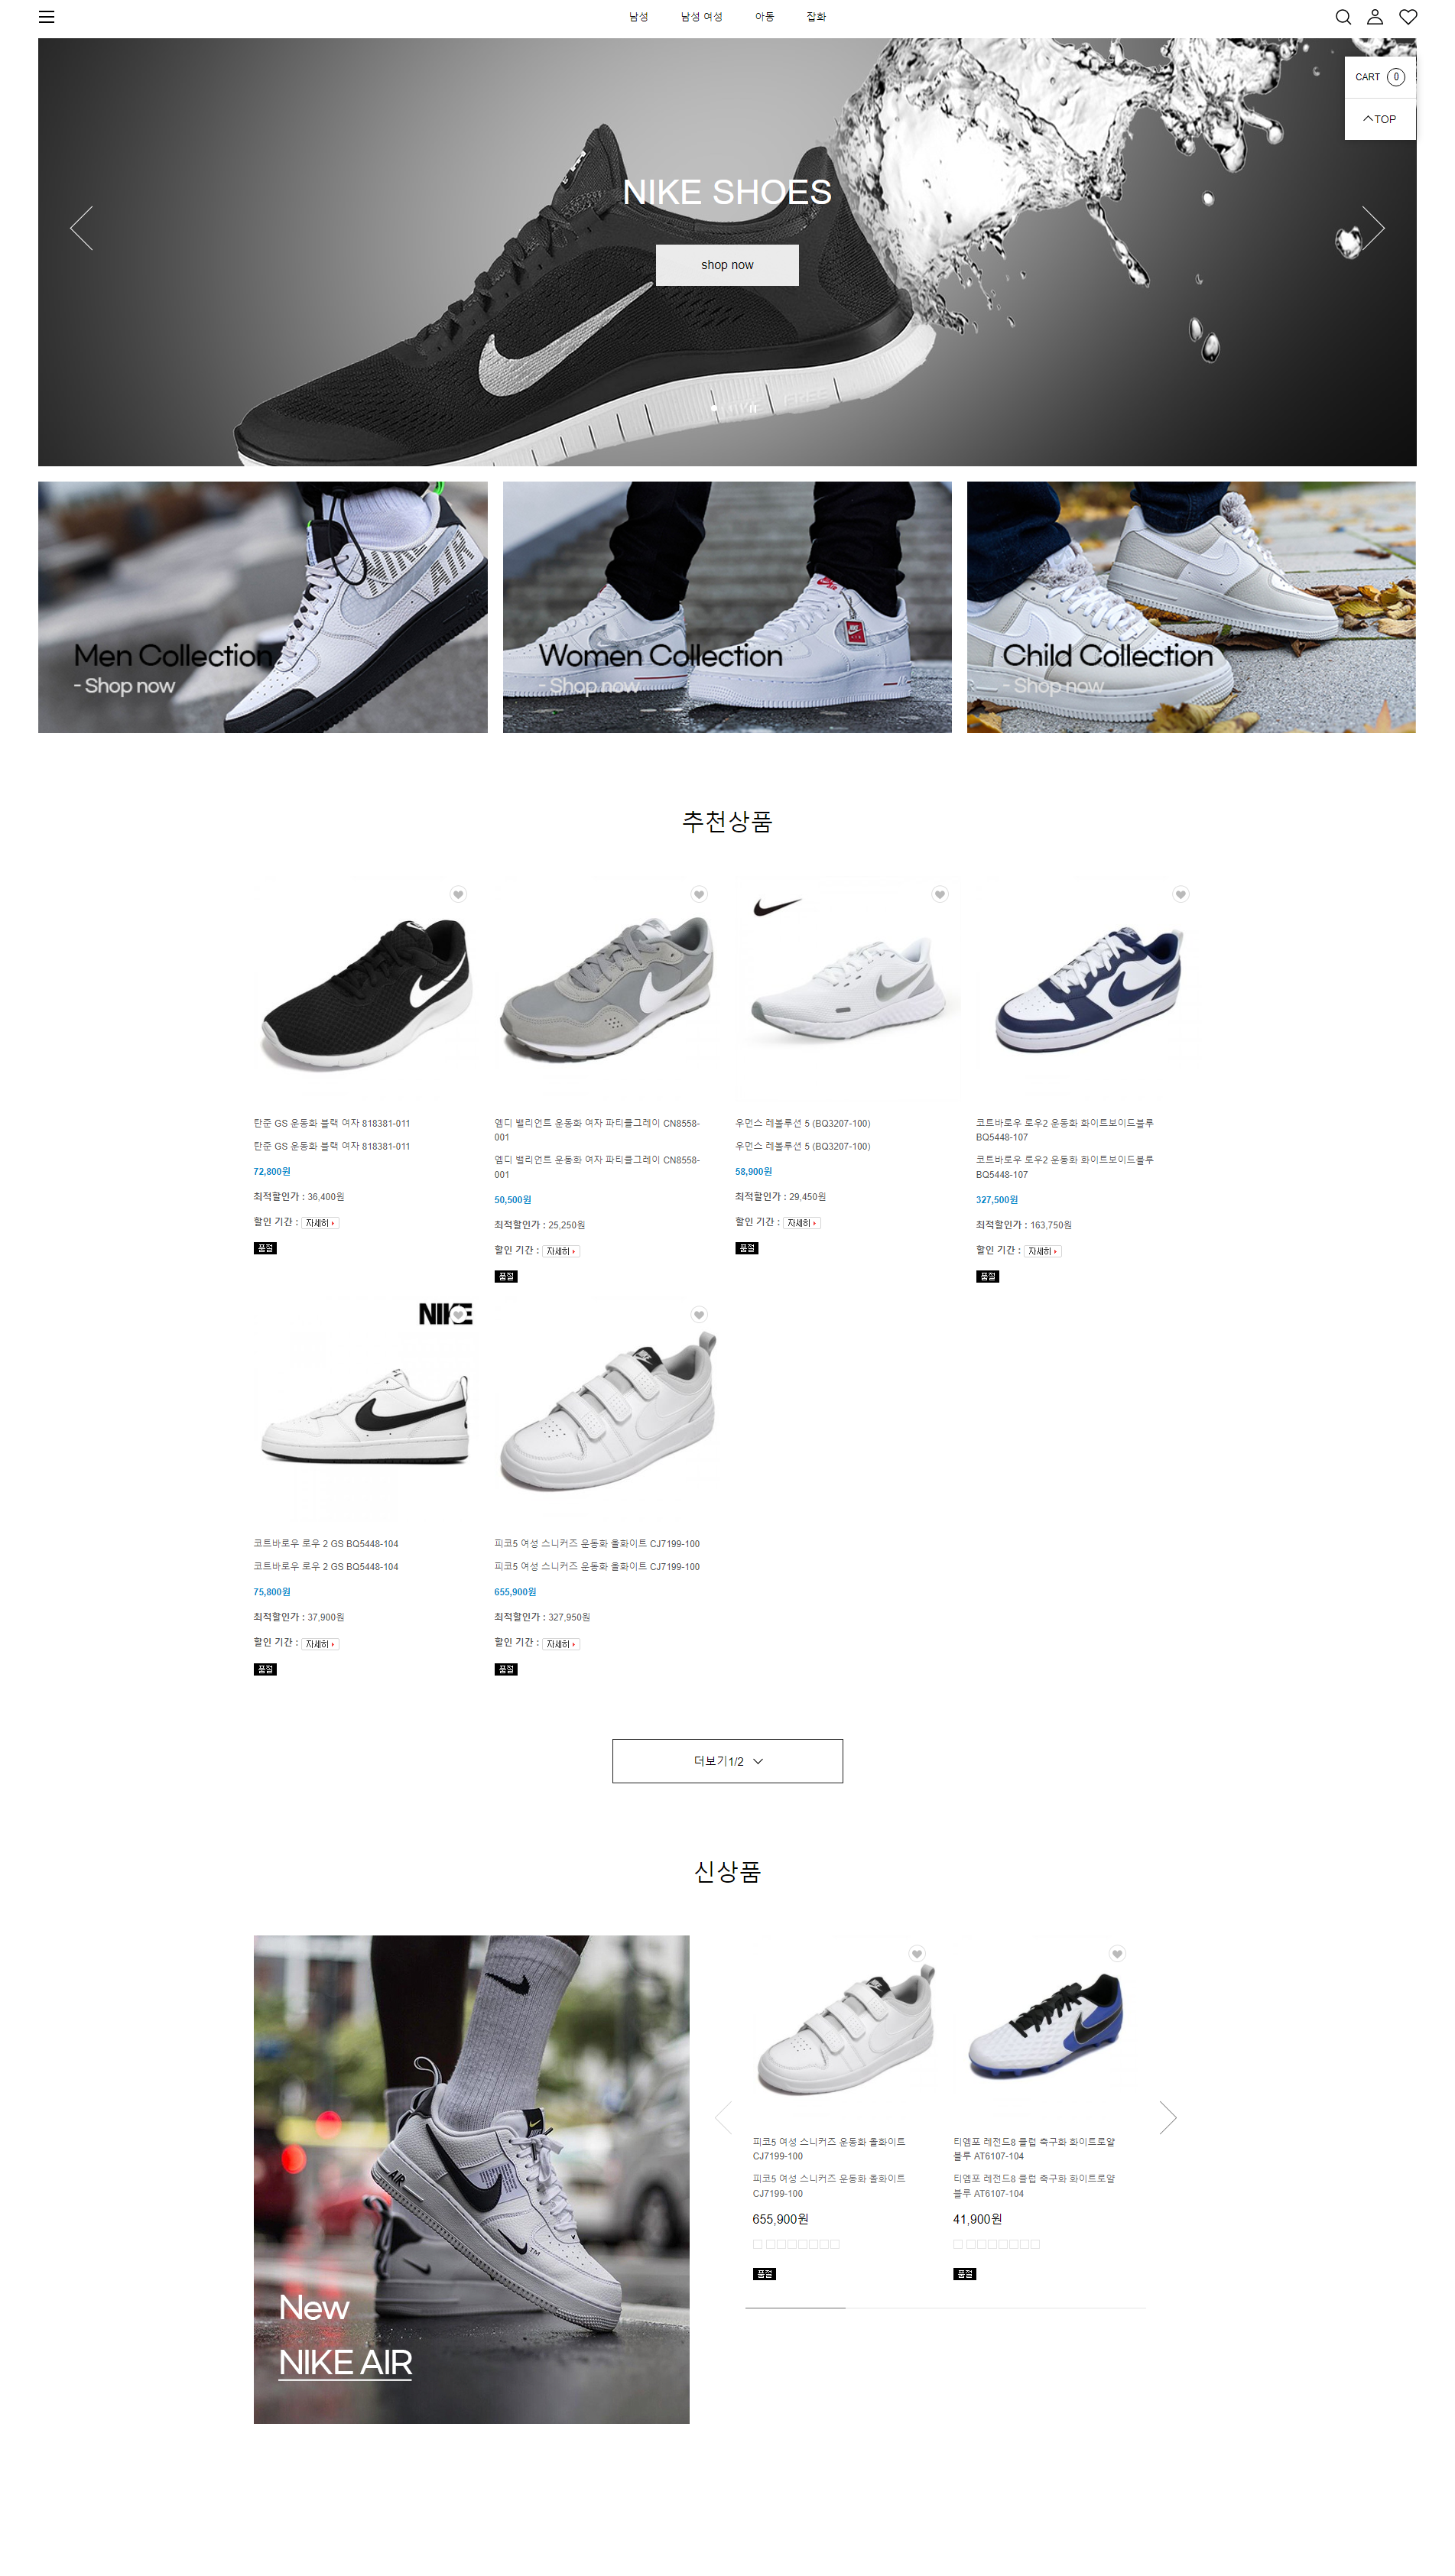 남성 남성 여성 아동 잡화
CART 0
TOP
NIKE SHOES
shop now
FREE
Men Collection
- Shop now
Women Collection
- Shop now
Child Collection
- Shop now
추천상품
탄준 GS 운동화 블랙 여자 818381-011
탄준 GS 운동화 블랙 여자 818381-011
72,800원
최적할인가 : 36,400원
할인 기간 : 자세히
품절
엠디 밸리언트 운동화 여자 파티클그레이 CN8558-
001
엠디 밸리언트 운동화 여자 파티클그레이 CN8558-
001
50,500원
최적할인가 : 25,250원
할인 기간 : 자세히
품절
우먼스 레볼루션 5 (BQ3207-100)
우먼스 레볼루션 5 (BQ3207-100)
58,900원
최적할인가 : 29,450원
할인 기간 : 자세히
품절
코트바로우 로우2 운동화 화이트보이드블루
BQ5448-107
코트바로우 로우2 운동화 화이트보이드블루
BQ5448-107
327,500원
최적할인가 : 163,750원
할인 기간 : 자세히
품절
NIKE
코트바로우 로우 2 GS BQ5448-104
코트바로우 로우 2 GS BQ5448-104
75,800원
최적할인가 : 37,900원
할인 기간 : 자세히
품절
피코5 여성 스니커즈 운동화 올화이트 CJ7199-100
피코5 여성 스니커즈 운동화 올화이트 CJ7199-100
655,900원
최적할인가 : 327,950원
할인 기간 : 자세히
품절
더보기1/2
신상품
AIR
New
NIKE AIR
피코5 여성 스니커즈 운동화 올화이트
CJ7199-100
피코5 여성 스니커즈 운동화 올화이트
CJ7199-100
655,900원
품절
티엠포 레전드8 클럽 축구화 화이트로얄
블루 AT6107-104
티엠포 레전드8 클럽 축구화 화이트로얄
블루 AT6107-104
41,900원
품절